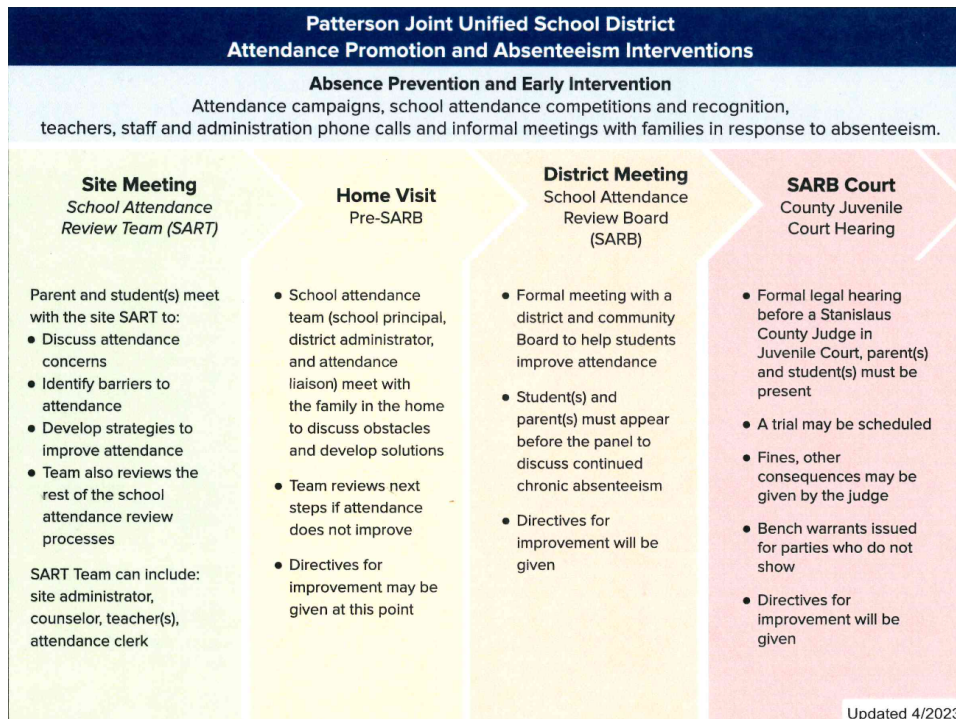 Patterson Joint Unified School District
Attendance Promotion and Absenteeism Interventions
Absence Prevention and Early Intervention
Attendance campaigns, school attendance competitions and recognition,
teachers, staff and administration phone calls and informal meetings with families in response to absenteeism.
Site Meeting
School Attendance
Review Team (SART)
Parent and student(s) meet
with the site SART to:
• Discuss attendance
concerns
• Identify barriers to
attendance
• Develop strategies to
improve attendance
• Team also reviews the
rest of the school
attendance review
processes
SART Team can include:
site administrator,
counselor, teacher(s),
attendance clerk
Home Visit
Pre-SARB
• School attendance
team (school principal,
district administrator,
and attendance
liaison) meet with
the family in the home
to discuss obstacles
and develop solutions
• Team reviews next
steps if attendance
does not improve
• Directives for
improvement may be
given at this point
District Meeting
School Attendance
Review Board
(SARB)
• Formal meeting with a
district and community
Board to help students
improve attendance
• Student(s) and
parent(s) must appear
before the panel to
discuss continued
chronic absenteeism
• Directives for
improvement will be
given
SARB Court
County Juvenile
Court Hearing
• Formal legal hearing
before a Stanislaus
County Judge in
Juvenile Court, parent(s)
and student(s) must be
present
• A trial may be scheduled
• Fines, other
consequences may be
given by the judge
• Bench warrants issued
for parties who do not
show
• Directives for
improvement will be
given
Updated 4/2023